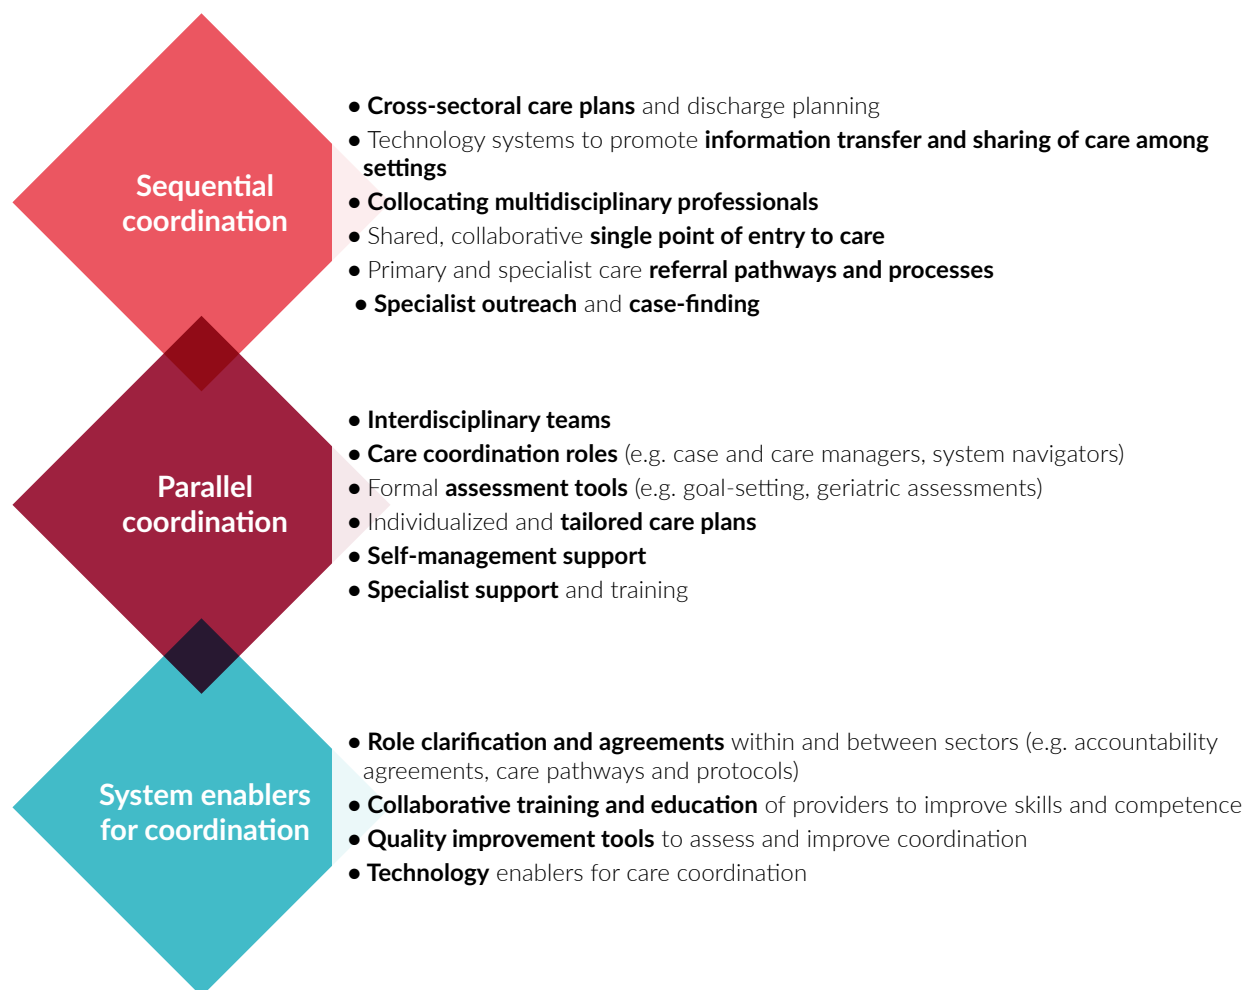 Sequential
coordination
● Cross-sectoral care plans and discharge planning
● Technology systems to promote information transfer and sharing of care among
settings
● Collocating multidisciplinary professionals
● Shared, collaborative single point of entry to care
● Primary and specialist care referral pathways and processes
● Specialist outreach and case-finding
Parallel
coordination
● Interdisciplinary teams
● Care coordination roles (e.g. case and care managers, system navigators)
● Formal assessment tools (e.g. goal-setting, geriatric assessments)
● Individualized and tailored care plans
● Self-management support
● Specialist support and training
System enablers
for coordination
● Role clarification and agreements within and between sectors (e.g. accountability
agreements, care pathways and protocols)
● Collaborative training and education of providers to improve skills and competence
● Quality improvement tools to assess and improve coordination
● Technology enablers for care coordination